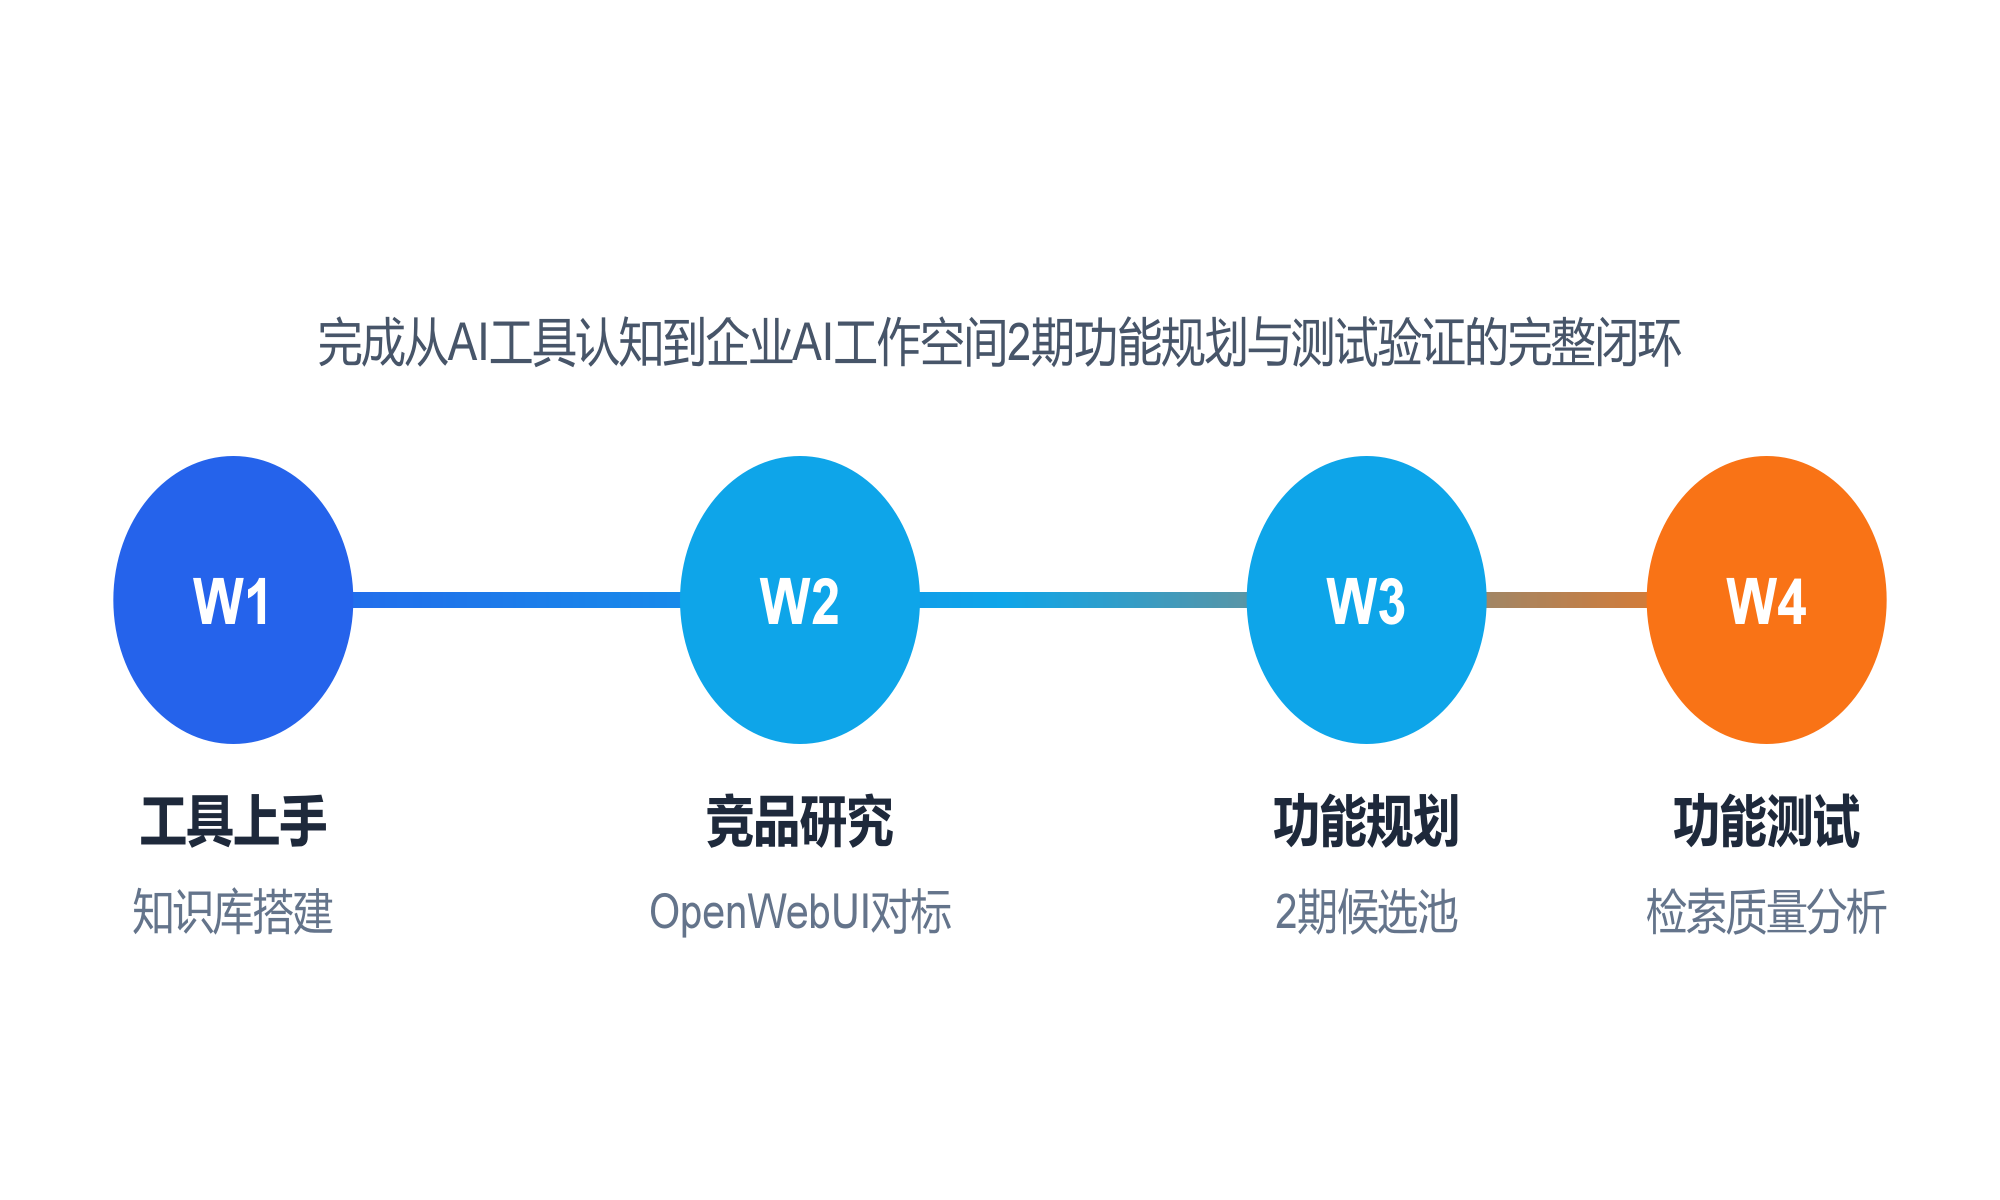 完成从AI工具认知到企业AI工作空间2期功能规划与测试验证的完整闭环
W1
W2
W3
W4
工具上手
竞品研究
功能规划
功能测试
知识库搭建
OpenWebUI对标
2期候选池
检索质量分析